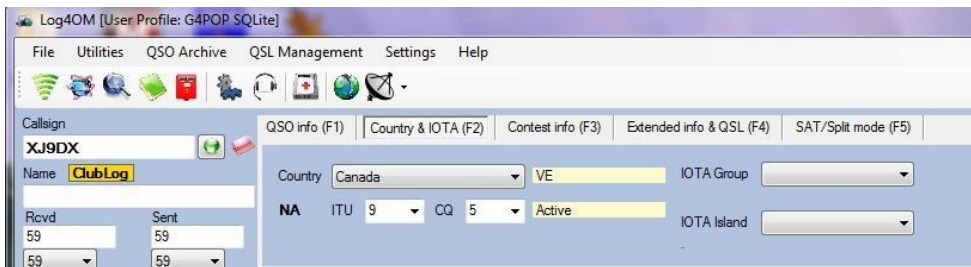 Log4OM [User Profile: G4POP SQLite]
File Utilities QSO Archive QSL Management Settings Help
Callsign
XJ9DX
Name ClubLog
Rcvd Sent
59 59
59 59
QSO info (F1) Country & IOTA (F2) Contest info (F3) Extended info & QSL (F4) SAT/Split mode (F5)
Country Canada VE IOTA Group
NA ITU 9 CQ 5 Active IOTA Island
-